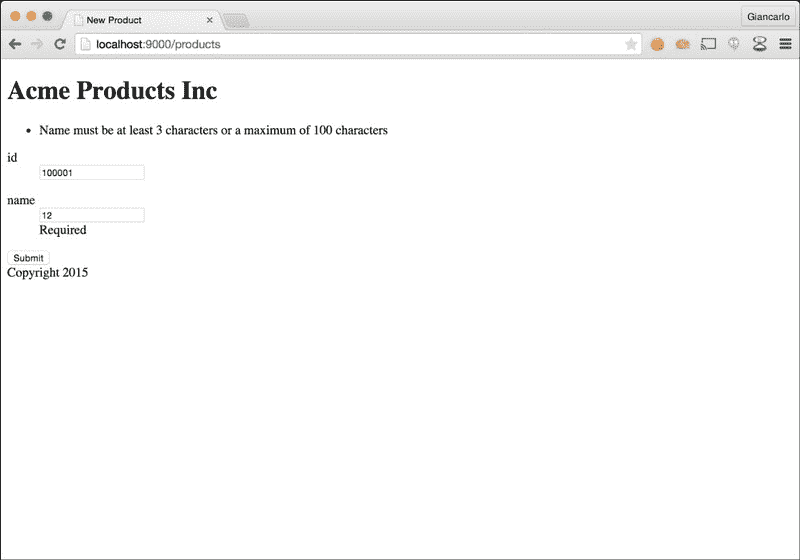 New Product
Giancarlo
localhost:9000/products
Acme Products Inc
Name must be at least 3 characters or a maximum of 100 characters
id
100001
name
12
Required
Submit
Copyright 2015